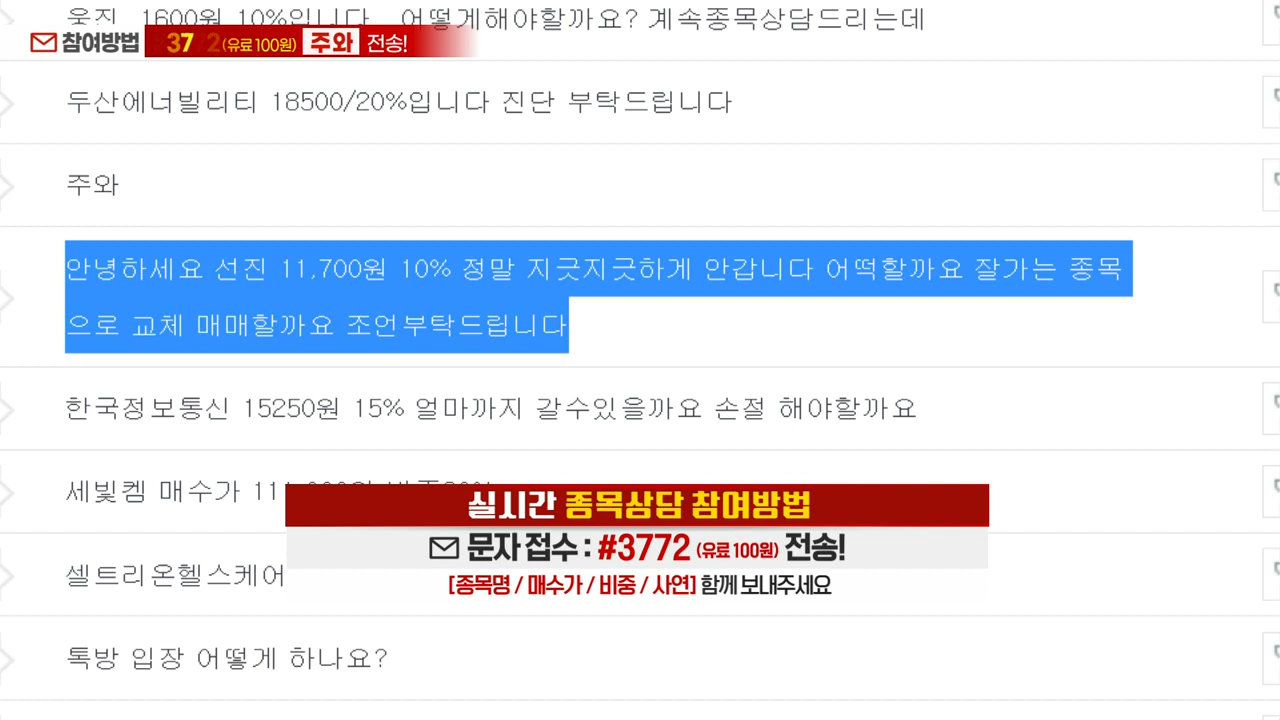 웅진 1600원 10%입니다 어떻게해야할까요? 계속종목상담드리는데
참여방법 37 2 (유료100원) 주와 전송!
두산에너빌리티 18500/20%입니다 진단 부탁드립니다
주와
안녕하세요 선진 11,700원 10% 정말 지긋지긋하게 안갑니다 어떡할까요 잘가는 종목
으로 교체 매매할까요 조언부탁드립니다
한국정보통신 15250원 15% 얼마까지 갈수있을까요 손절 해야할까요
세빛켐 매수가
실시간 종목상담 참여방법
문자 접수 : #3772 (유료100원) 전송!
셀트리온헬스케어
[종목명 / 매수가 / 비중 / 사연] 함께 보내주세요
톡방 입장 어떻게 하나요?